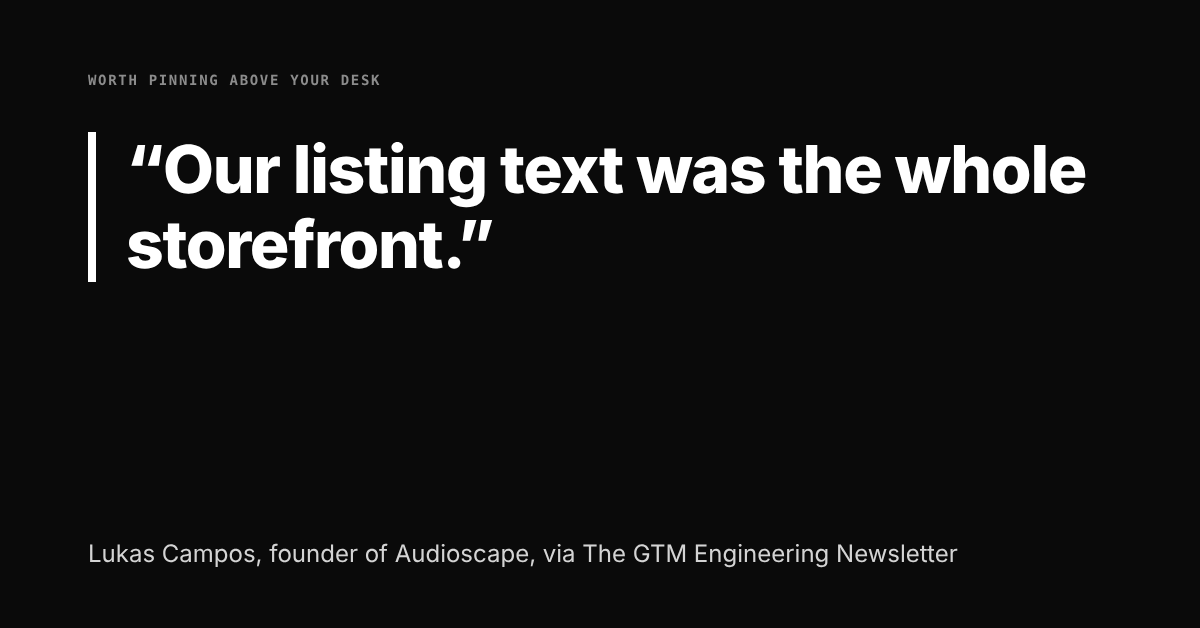 WORTH PINNING ABOVE YOUR DESK
“Our listing text was the whole
storefront.”
Lukas Campos, founder of Audioscape, via The GTM Engineering Newsletter